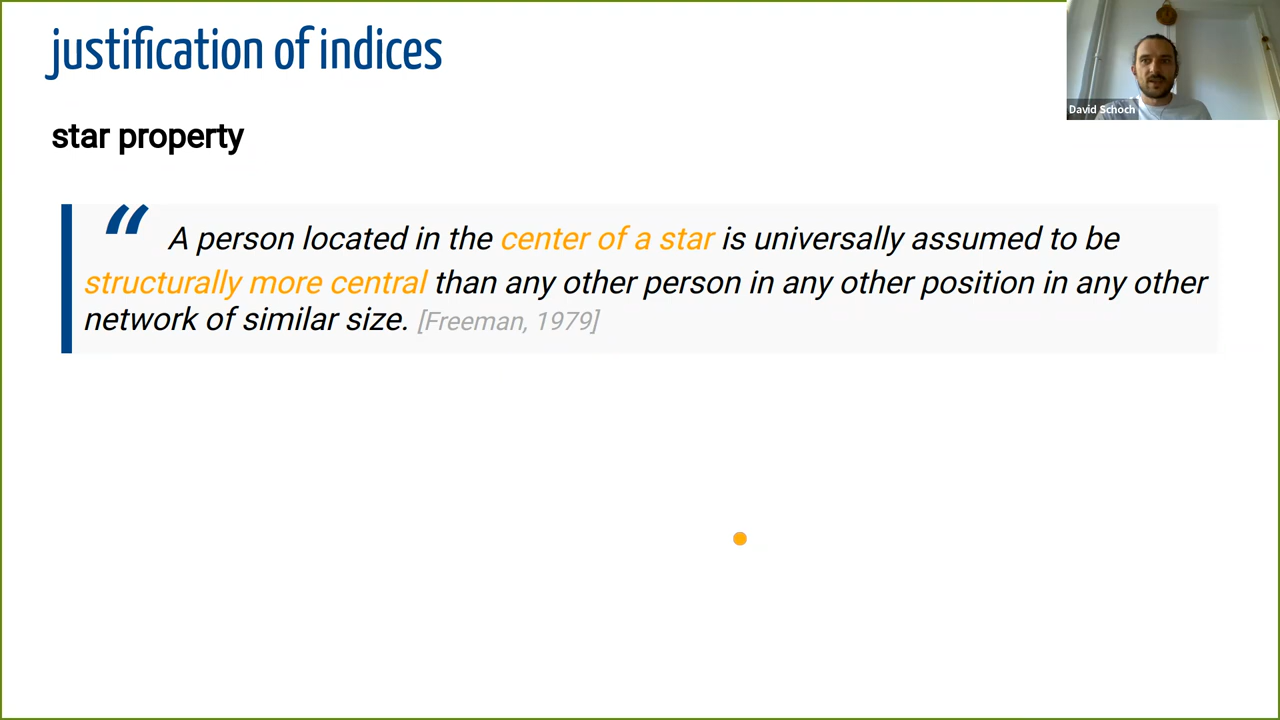 justification of indices
David Schoch
star property
“ A person located in the center of a star is universally assumed to be
structurally more central than any other person in any other position in any other
network of similar size. [Freeman, 1979]